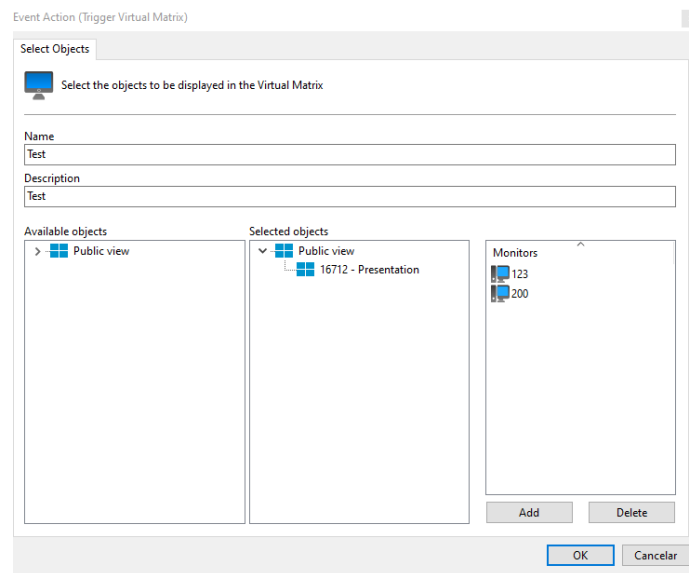 Event Action (Trigger Virtual Matrix)
Select Objects
Select the objects to be displayed in the Virtual Matrix
Name
Test
Description
Test
Available objects
Selected objects
Public view
Public view
16712 - Presentation
Monitors
123
200
Add
Delete
OK
Cancelar